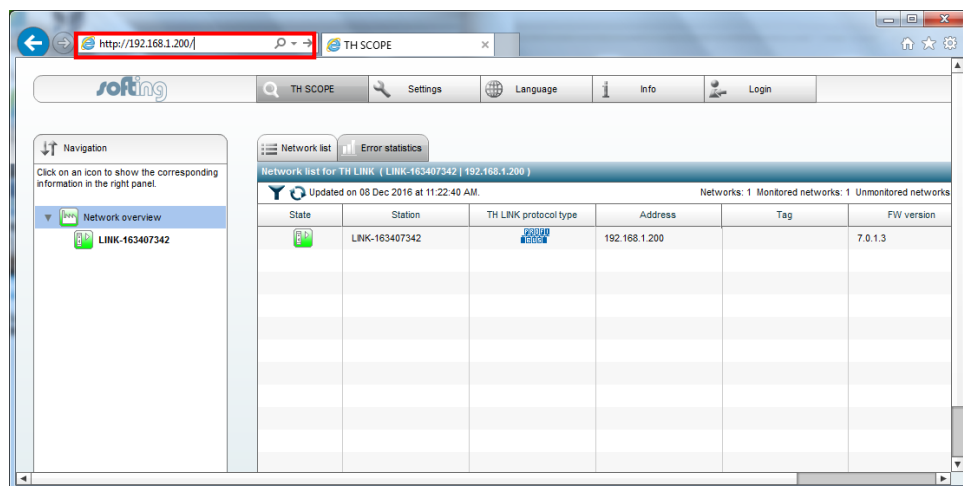 http://192.168.1.200/
TH SCOPE
softing
TH SCOPE Settings Language Info Login
Navigation
Click on an icon to show the corresponding
information in the right panel.
Network overview
LINK-163407342
Network list Error statistics
Network list for TH LINK ( LINK-163407342 | 192.168.1.200 )
Updated on 08 Dec 2016 at 11:22:40 AM. Networks: 1 Monitored networks: 1 Unmonitored networks
State Station TH LINK protocol type Address Tag FW version
LINK-163407342 PROFI BUS 192.168.1.200 7.0.1.3